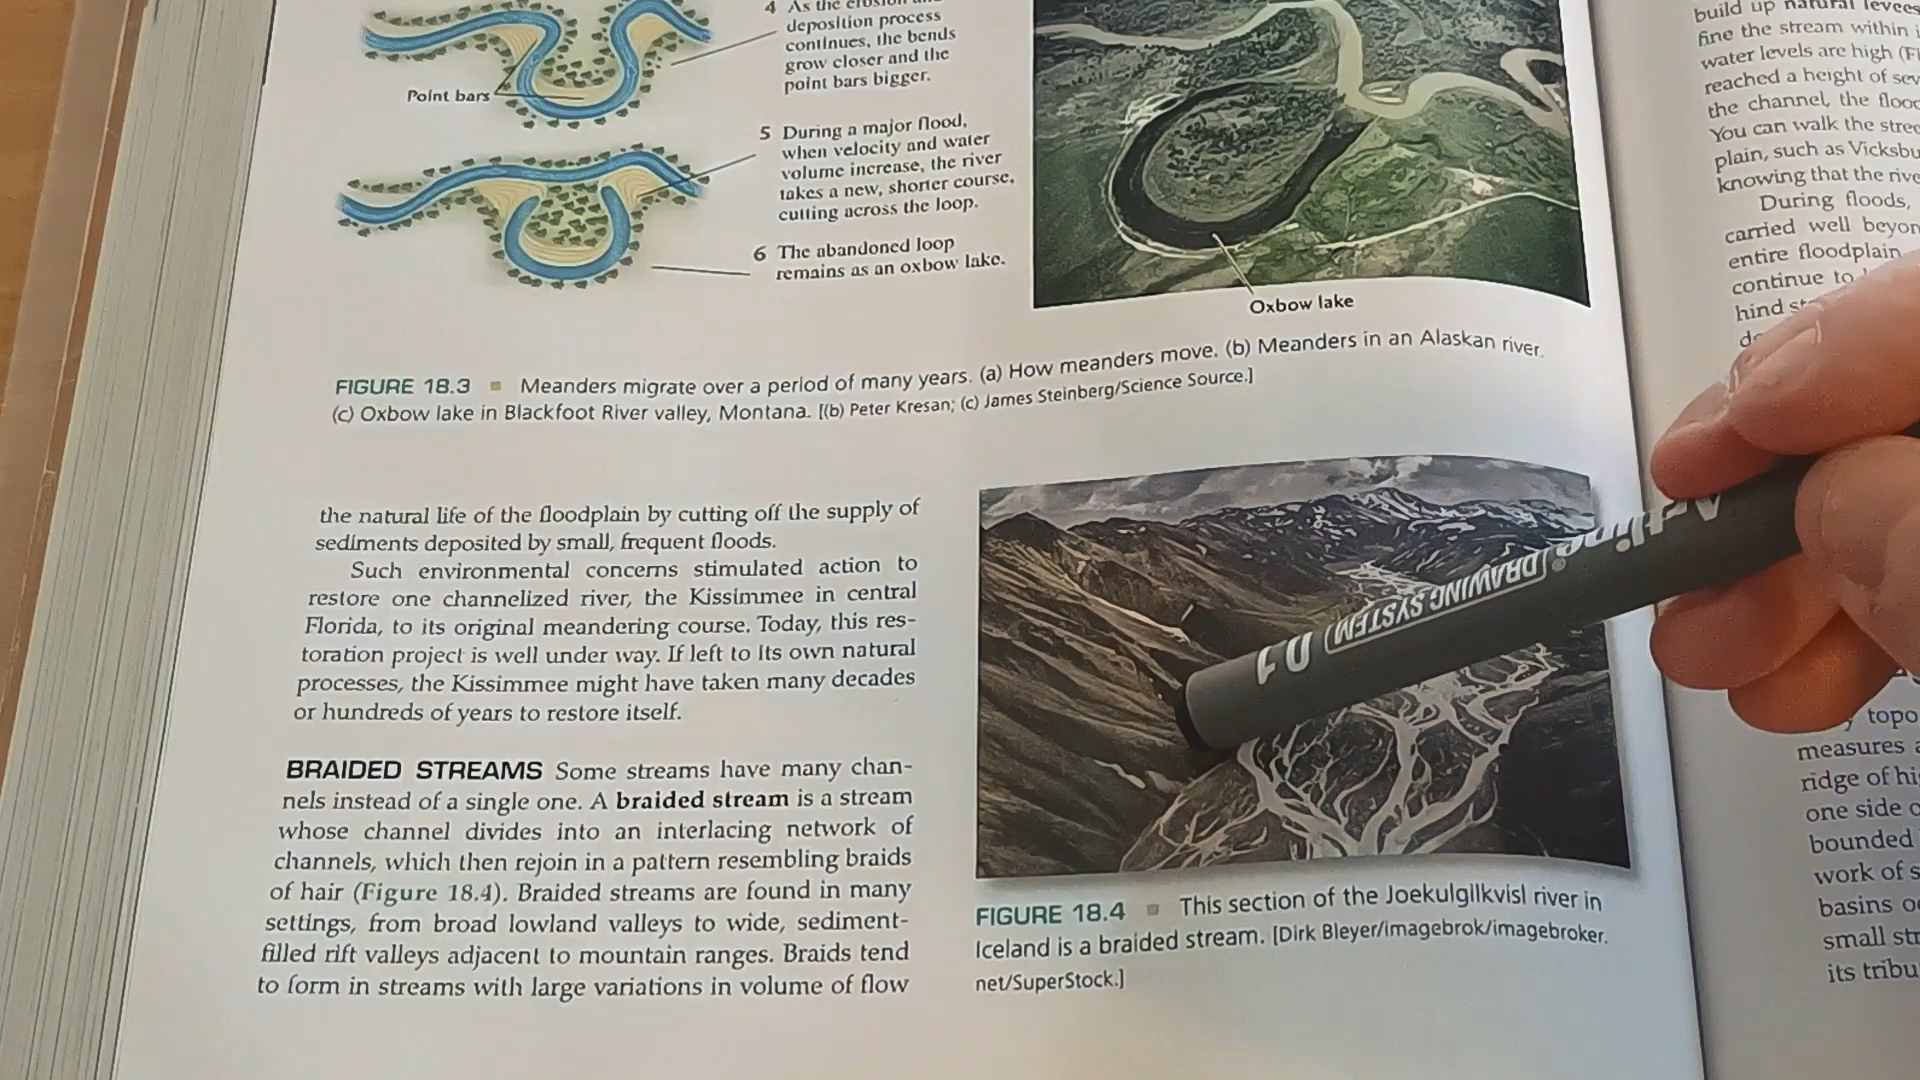 4 As the erosion and
deposition process
continues, the bends
grow closer and the
point bars bigger.
Point bars
5 During a major flood,
when velocity and water
volume increase, the river
takes a new, shorter course,
cutting across the loop.
6 The abandoned loop
remains as an oxbow lake.
Oxbow lake
FIGURE 18.3 Meanders migrate over a period of many years. (a) How meanders move. (b) Meanders in an Alaskan river.
(c) Oxbow lake in Blackfoot River valley, Montana. [(b) Peter Kresan; (c) James Steinberg/Science Source.]
the natural life of the floodplain by cutting off the supply of
sediments deposited by small, frequent floods.
Such environmental concerns stimulated action to
restore one channelized river, the Kissimmee in central
Florida, to its original meandering course. Today, this res-
toration project is well under way. If left to its own natural
processes, the Kissimmee might have taken many decades
or hundreds of years to restore itself.
BRAIDED STREAMS Some streams have many chan-
nels instead of a single one. A braided stream is a stream
whose channel divides into an interlacing network of
channels, which then rejoin in a pattern resembling braids
of hair (Figure 18.4). Braided streams are found in many
settings, from broad lowland valleys to wide, sediment-
filled rift valleys adjacent to mountain ranges. Braids tend
to form in streams with large variations in volume of flow
Artline DRAWING SYSTEM 0.1
FIGURE 18.4 This section of the Joekulgilkvisl river in
Iceland is a braided stream. [Dirk Bleyer/imagebrok/imagebroker.
net/SuperStock.]
build up natural levees
fine the stream within
water levels are high
reached a height of
the channel, the
You can walk the
plain, such as
knowing that the
During floods,
carried well
entire floodplain
continue to
topo
measures
ridge of
one side
bounded
work of
basins
small
its